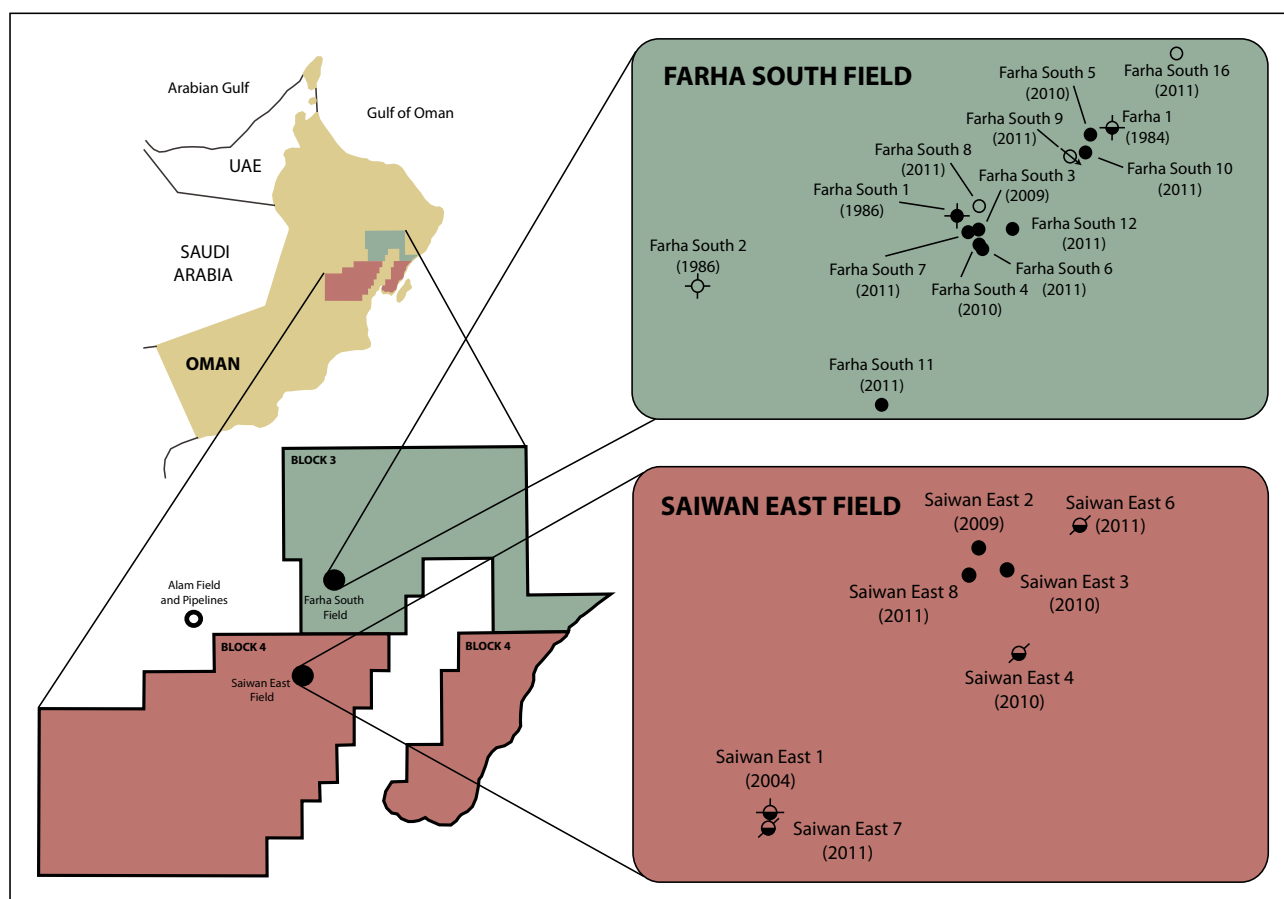 Arabian Gulf
Gulf of Oman
UAE
SAUDI
ARABIA
OMAN
BLOCK 3
Alam Field
and Pipelines
Farha South
Field
BLOCK 4
BLOCK 4
Saiwan East
Field
FARHA SOUTH FIELD
Farha South 5
(2010)
Farha South 16
(2011)
Farha South 9
(2011)
Farha 1
(1984)
Farha South 8
(2011)
Farha South 3
(2009)
Farha South 10
(2011)
Farha South 1
(1986)
Farha South 2
(1986)
Farha South 12
(2011)
Farha South 7
(2011)
Farha South 4
(2010)
Farha South 6
(2011)
Farha South 11
(2011)
SAIWAN EAST FIELD
Saiwan East 2
(2009)
Saiwan East 6
(2011)
Saiwan East 8
(2011)
Saiwan East 3
(2010)
Saiwan East 4
(2010)
Saiwan East 1
(2004)
Saiwan East 7
(2011)